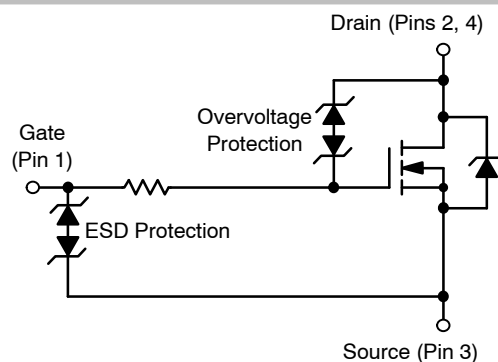 Drain (Pins 2, 4)
Overvoltage
Protection
Gate
(Pin 1)
ESD Protection
Source (Pin 3)